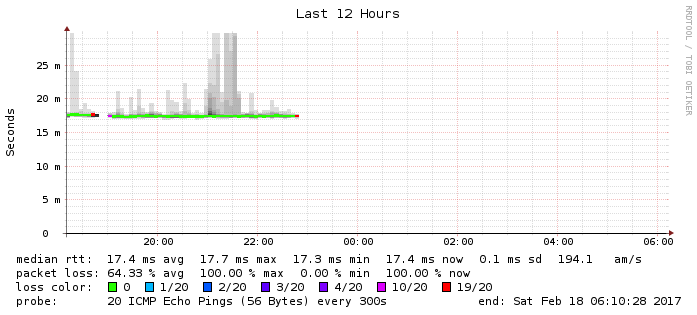 Last 12 Hours
RRDTOOL / TOBI OETIKER
Seconds
25 m
20 m
15 m
10 m
5 m
0
20:00 22:00 00:00 02:00 04:00 06:00
median rtt: 17.4 ms avg 17.7 ms max 17.3 ms min 17.4 ms now 0.1 ms sd 194.1 am/s
packet loss: 64.33 % avg 100.00 % max 0.00 % min 100.00 % now
loss color: 0 1/20 2/20 3/20 4/20 10/20 19/20
probe: 20 ICMP Echo Pings (56 Bytes) every 300s end: Sat Feb 18 06:10:28 2017